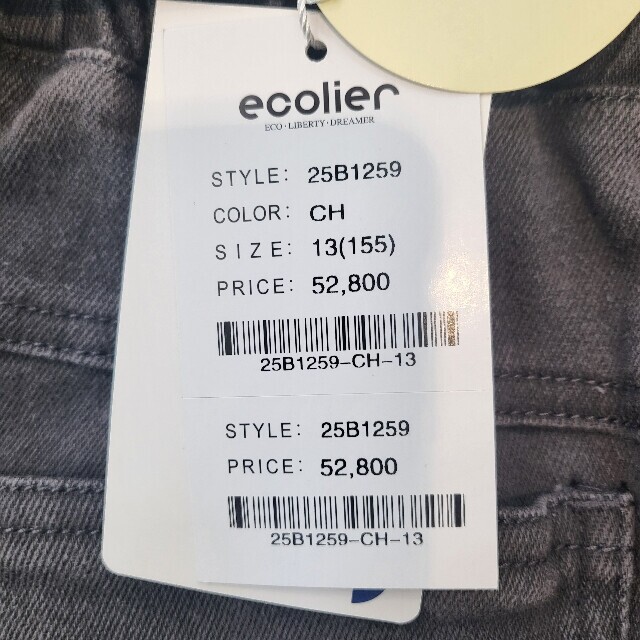 ecolier
ECO · LIBERTY · DREAMER
STYLE: 25B1259
COLOR: CH
SIZE: 13(155)
PRICE: 52,800
25B1259-CH-13
STYLE: 25B1259
PRICE: 52,800
25B1259-CH-13